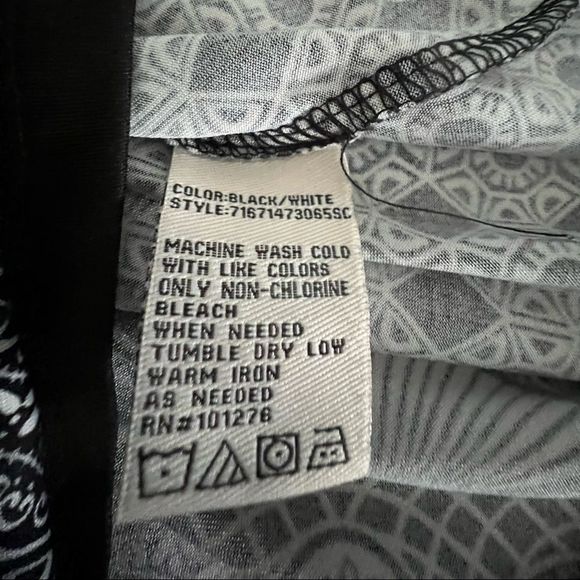 COLOR:BLACK/WHITE
STYLE:71671473065SC
MACHINE WASH COLD
WITH LIKE COLORS
ONLY NON-CHLORINE
BLEACH
WHEN NEEDED
TUMBLE DRY LOW
WARM IRON
AS NEEDED
RN#101276